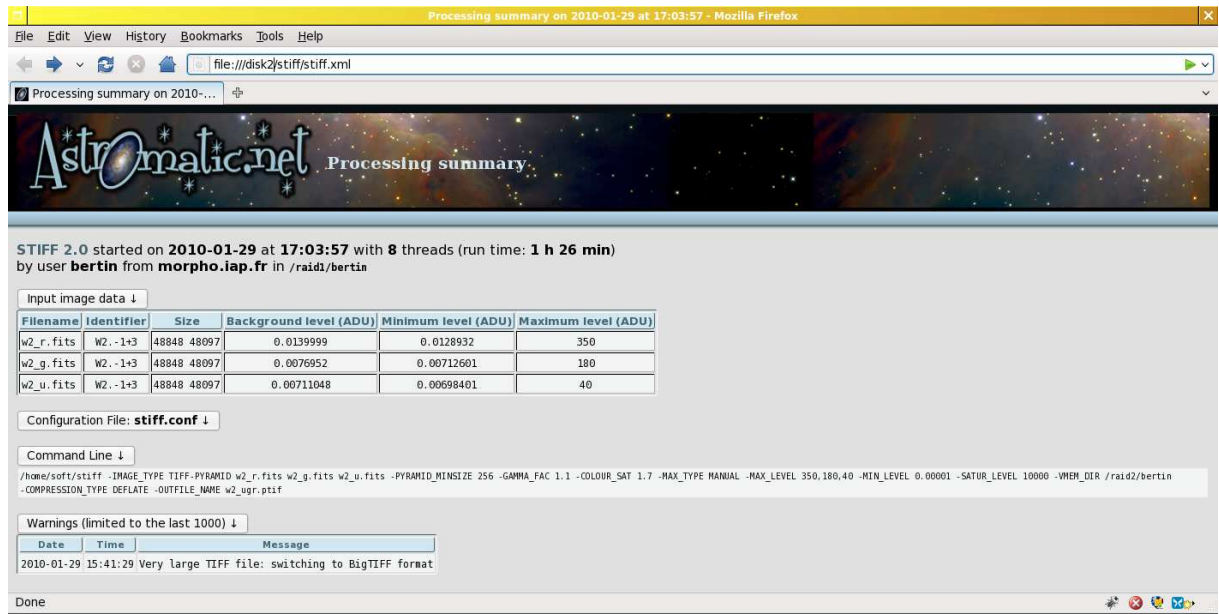 Processing summary on 2010-01-29 at 17:03:57 - Mozilla Firefox
File Edit View History Bookmarks Tools Help
file:///disk2/stiff/stiff.xml
Processing summary on 2010-...
Astromatic.net Processing summary
STIFF 2.0 started on 2010-01-29 at 17:03:57 with 8 threads (run time: 1 h 26 min)
by user bertin from morpho.iap.fr in /raid1/bertin
Input image data ↓
Filename Identifier Size Background level (ADU) Minimum level (ADU) Maximum level (ADU)
w2_r.fits W2.-1+3 48848 48097 0.0139999 0.0128932 350
w2_g.fits W2.-1+3 48848 48097 0.0076952 0.00712601 180
w2_u.fits W2.-1+3 48848 48097 0.00711048 0.00698401 40
Configuration File: stiff.conf ↓
Command Line ↓
/home/soft/stiff -IMAGE_TYPE TIFF-PYRAMID w2_r.fits w2_g.fits w2_u.fits -PYRAMID_MINSIZE 256 -GAMMA_FAC 1.1 -COLOUR_SAT 1.7 -MAX_TYPE MANUAL -MAX_LEVEL 350,180,40 -MIN_LEVEL 0.00001 -SATUR_LEVEL 10000 -VMEM_DIR /raid2/bertin
-COMPRESSION_TYPE DEFLATE -OUTFILE_NAME w2_ugr.ptif
Warnings (limited to the last 1000) ↓
Date Time Message
2010-01-29 15:41:29 Very large TIFF file: switching to BigTIFF format
Done